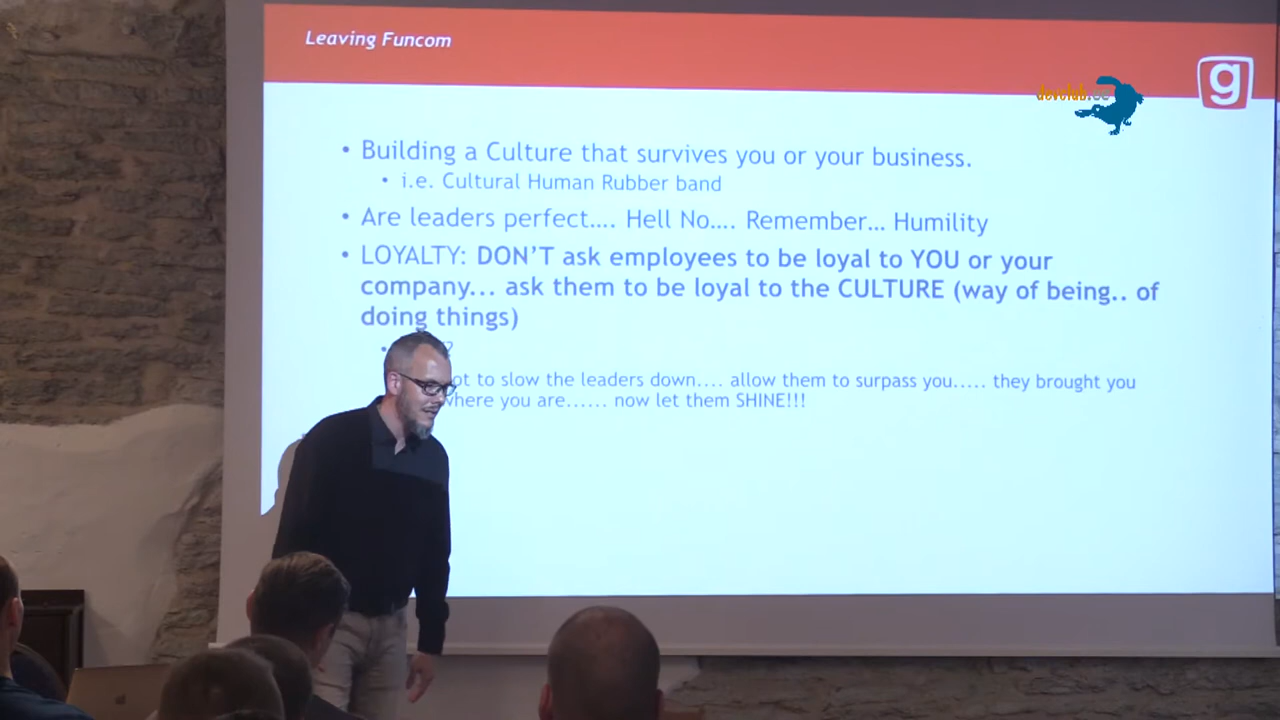 Leaving Funcom
g
devclub.ee
• Building a Culture that survives you or your business.
• i.e. Cultural Human Rubber band
• Are leaders perfect…. Hell No…. Remember… Humility
• LOYALTY: DON'T ask employees to be loyal to YOU or your
company... ask them to be loyal to the CULTURE (way of being.. of
doing things)
• ?
to slow the leaders down.... allow them to surpass you..... they brought you
where you are...... now let them SHINE!!!